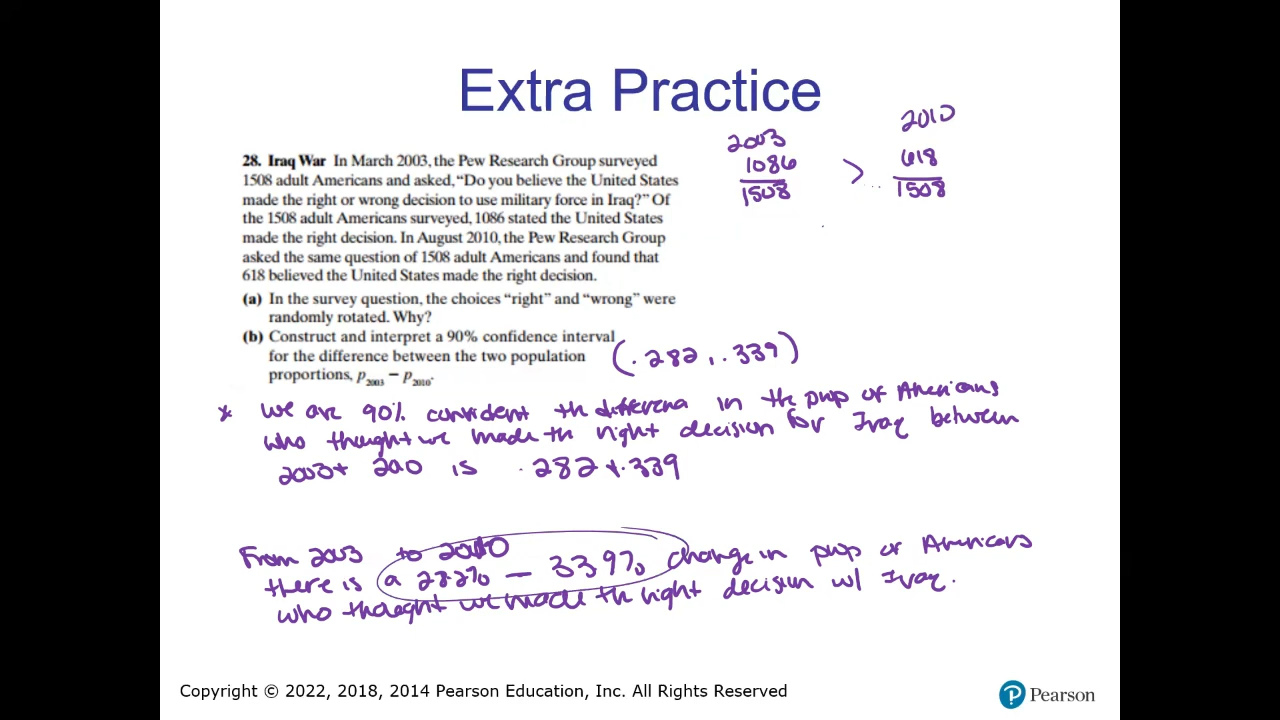 Extra Practice
2003
1086
1508
>
2010
618
1508
28. Iraq War In March 2003, the Pew Research Group surveyed
1508 adult Americans and asked, “Do you believe the United States
made the right or wrong decision to use military force in Iraq?” Of
the 1508 adult Americans surveyed, 1086 stated the United States
made the right decision. In August 2010, the Pew Research Group
asked the same question of 1508 adult Americans and found that
618 believed the United States made the right decision.
(a) In the survey question, the choices “right” and “wrong” were
randomly rotated. Why?
(b) Construct and interpret a 90% confidence interval
for the difference between the two population
proportions, p2003 − p2010.
(.282, .339)
* We are 90% confident the difference in the prop of Americans
who thought we made the right decision for Iraq between
2003 + 2010 is .282 + .339
From 2003 to 2010
there is a 28.2% — 33.9% change in prop of Americans
who thought we made the right decision w/ Iraq.
Copyright © 2022, 2018, 2014 Pearson Education, Inc. All Rights Reserved
P Pearson